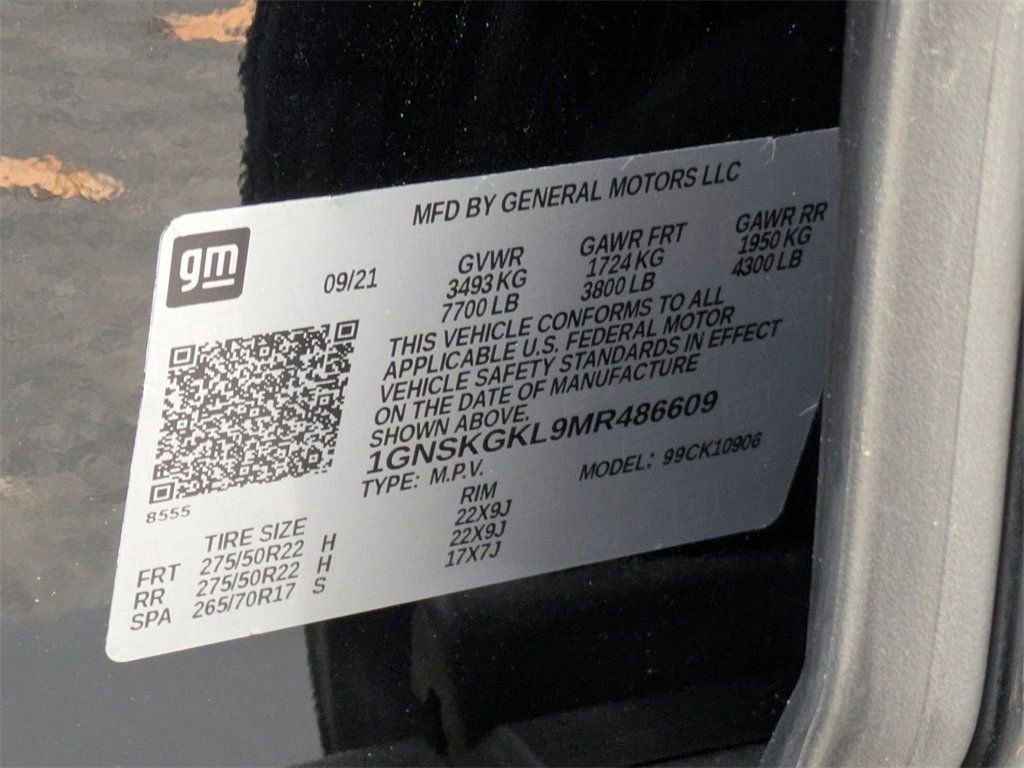 MFD BY GENERAL MOTORS LLC
gm
09/21
GVWR
3493 KG
7700 LB
GAWR FRT
1724 KG
3800 LB
GAWR RR
1950 KG
4300 LB
THIS VEHICLE CONFORMS TO ALL
APPLICABLE U.S. FEDERAL MOTOR
VEHICLE SAFETY STANDARDS IN EFFECT
ON THE DATE OF MANUFACTURE
SHOWN ABOVE.
1GNSKGKL9MR486609
TYPE: M.P.V. MODEL: 99CK10906
8555
TIRE SIZE RIM
FRT 275/50R22 H 22X9J
RR 275/50R22 H 22X9J
SPA 265/70R17 S 17X7J